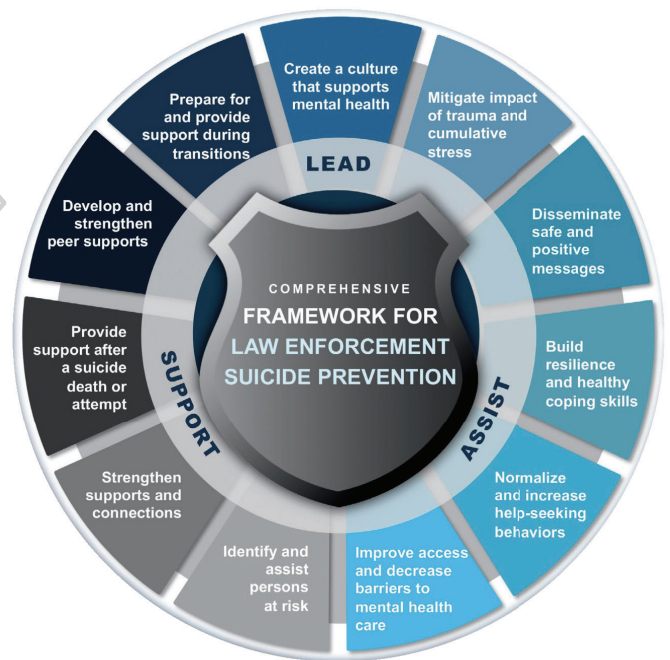 COMPREHENSIVE
FRAMEWORK FOR
LAW ENFORCEMENT
SUICIDE PREVENTION
LEAD
ASSIST
SUPPORT
Create a culture
that supports
mental health
Mitigate impact
of trauma and
cumulative
stress
Disseminate
safe and
positive
messages
Build
resilience
and healthy
coping skills
Normalize
and increase
help-seeking
behaviors
Improve access
and decrease
barriers to
mental health
care
Identify and
assist
persons
at risk
Strengthen
supports and
connections
Provide
support after
a suicide
death or
attempt
Develop and
strengthen
peer supports
Prepare for
and provide
support during
transitions